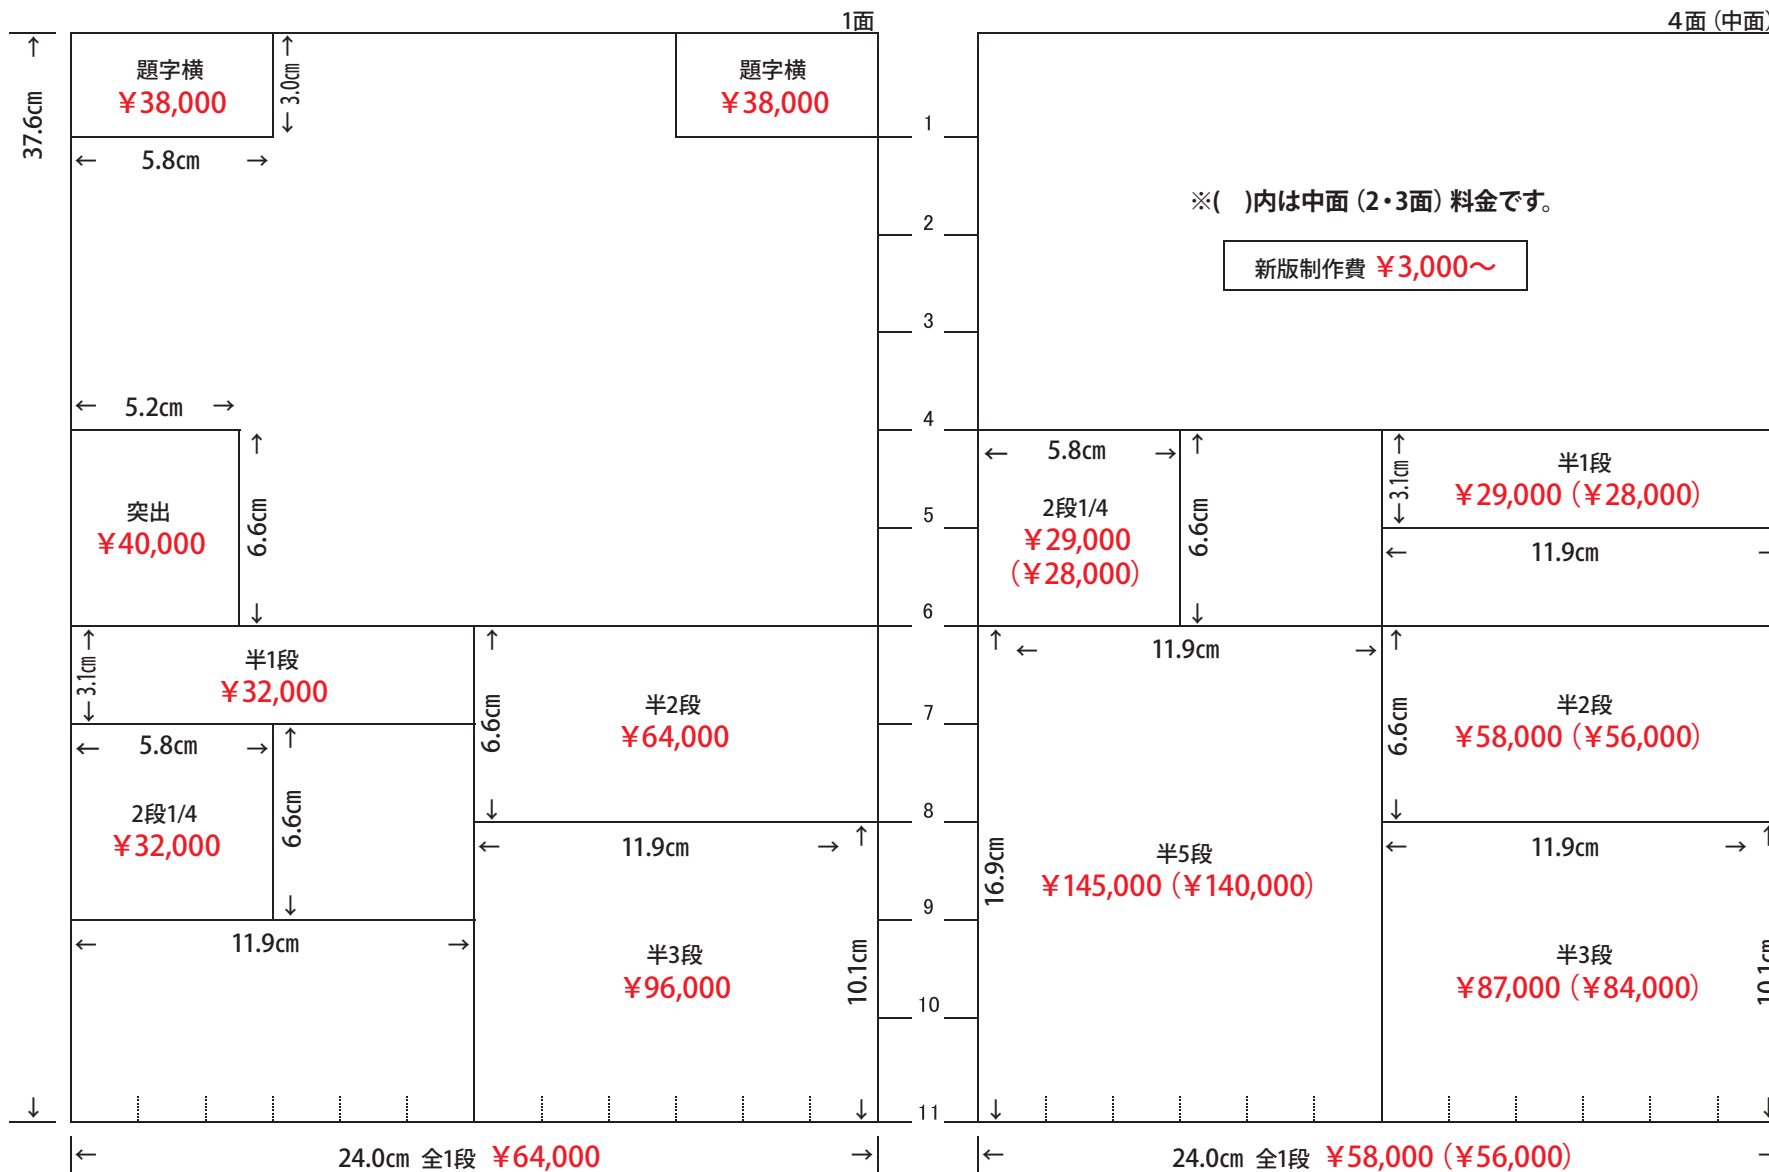 1面
37.6cm
題字横
¥38,000
3.0cm
5.8cm
題字横
¥38,000
5.2cm
突出
¥40,000
6.6cm
半1段
¥32,000
3.1cm
5.8cm
2段1/4
¥32,000
6.6cm
11.9cm
半2段
¥64,000
6.6cm
11.9cm
半3段
¥96,000
10.1cm
24.0cm 全1段 ¥64,000
1
2
3
4
5
6
7
8
9
10
11
4面(中面)
※( )内は中面(2・3面)料金です。
新版制作費 ¥3,000〜
5.8cm
2段1/4
¥29,000
(¥28,000)
6.6cm
3.1cm
半1段
¥29,000(¥28,000)
11.9cm
11.9cm
16.9cm
半5段
¥145,000(¥140,000)
6.6cm
半2段
¥58,000(¥56,000)
11.9cm
半3段
¥87,000(¥84,000)
10.1cm
24.0cm 全1段 ¥58,000(¥56,000)